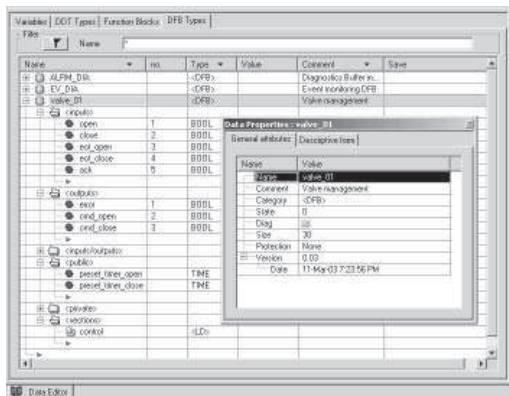 Variables DDT Types Function Blocks DFB Types
Filter
Name *
Name no. Type Value Comment Save
ALRM_DIA <DFB> Diagnostics Buffer in...
EV_DIA <DFB> Event monitoring DFB
valve_01 <DFB> Valve management
<inputs>
open 1 BOOL
close 2 BOOL
eot_open 3 BOOL
eot_close 4 BOOL
ack 5 BOOL
<outputs>
error 1 BOOL
cmd_open 2 BOOL
cmd_close 3 BOOL
<inputs/outputs>
<public>
preset_timer_open TIME
preset_timer_close TIME
<private>
<sections>
control <LD>
Data Properties : valve_01
General attributes Descriptive form
Name Value
Name valve_01
Comment Valve management
Category <DFB>
State 0
Diag
Size 30
Protection None
Version 0.03
Date 11-Mar-03 7:23:56 PM
Data Editor